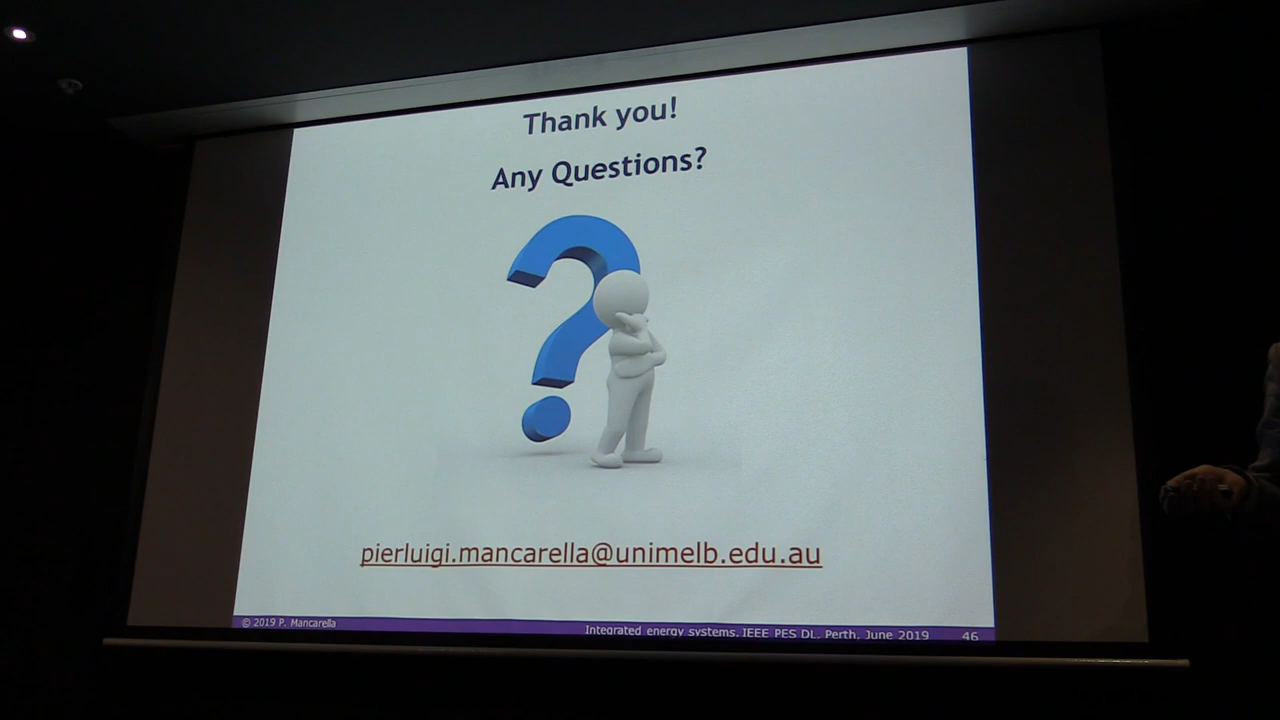 Thank you!
Any Questions?
pierluigi.mancarella@unimelb.edu.au
© 2019 P. Mancarella
Integrated energy systems. IEEE PES DL. Perth. June 2019
46